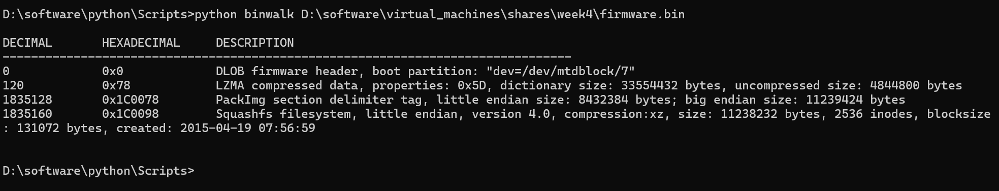 D:\software\python\Scripts>python binwalk D:\software\virtual_machines\shares\week4\firmware.bin
DECIMAL       HEXADECIMAL     DESCRIPTION
--------------------------------------------------------------------------------
0             0x0             DLOB firmware header, boot partition: "dev=/dev/mtdblock/7"
120           0x78            LZMA compressed data, properties: 0x5D, dictionary size: 33554432 bytes, uncompressed size: 4844800 bytes
1835128       0x1C0078        PackImg section delimiter tag, little endian size: 8432384 bytes; big endian size: 11239424 bytes
1835160       0x1C0098        Squashfs filesystem, little endian, version 4.0, compression:xz, size: 11238232 bytes, 2536 inodes, blocksize
: 131072 bytes, created: 2015-04-19 07:56:59
D:\software\python\Scripts>